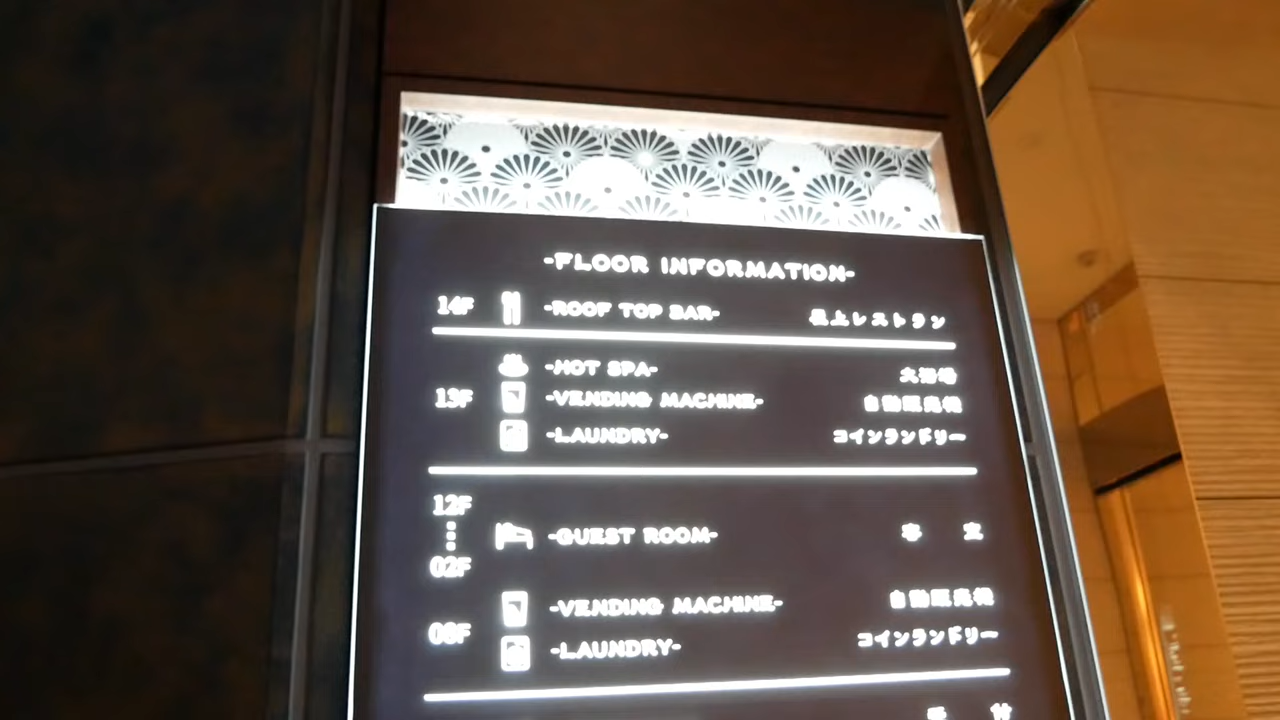 -FLOOR INFORMATION-
14F -ROOF TOP BAR- 最上レストラン
-HOT SPA- 大浴場
13F -VENDING MACHINE- 自動販売機
-LAUNDRY- コインランドリー
12F
-GUEST ROOM- 客 室
02F
-VENDING MACHINE- 自動販売機
08F
-LAUNDRY- コインランドリー